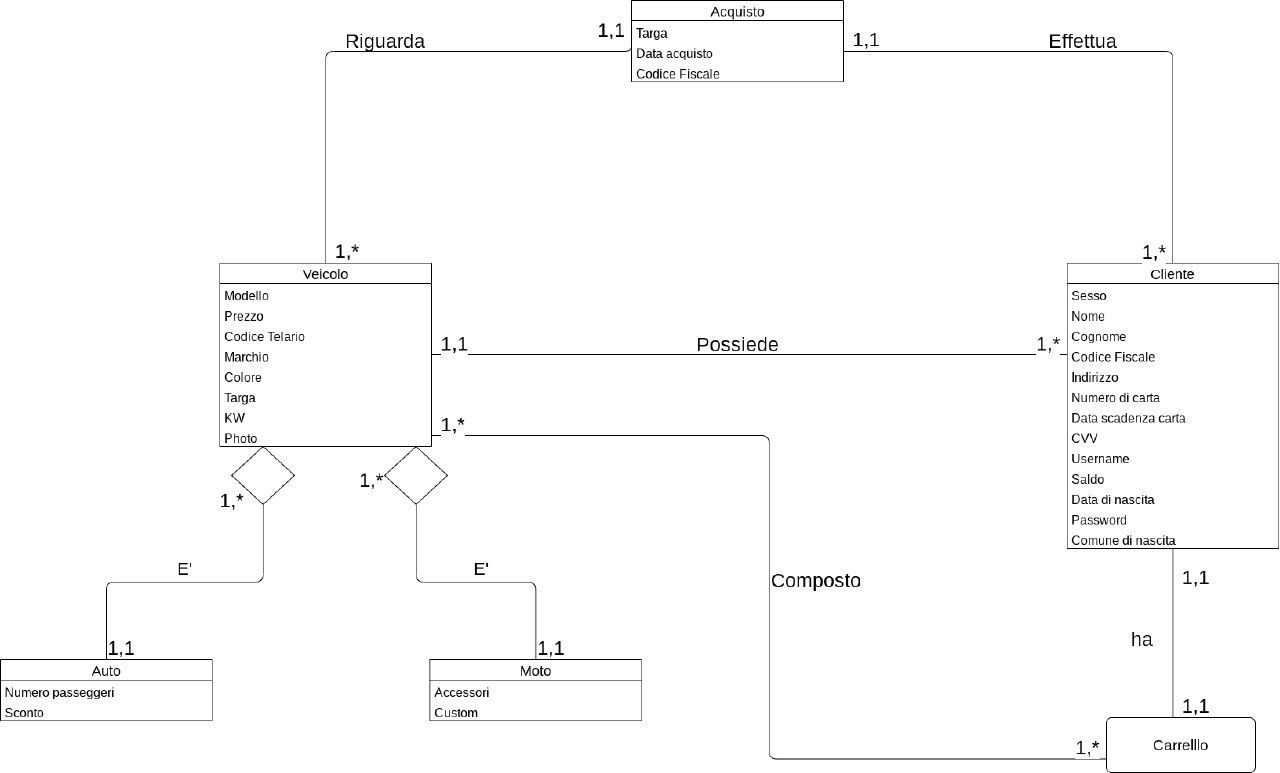 Acquisto
Targa
Data acquisto
Codice Fiscale
1,1
Riguarda
1,1
Effettua
1,*
1,*
Veicolo
Modello
Prezzo
Codice Telario
Marchio
Colore
Targa
KW
Photo
Cliente
Sesso
Nome
Cognome
Codice Fiscale
Indirizzo
Numero di carta
Data scadenza carta
CVV
Username
Saldo
Data di nascita
Password
Comune di nascita
1,1
Possiede
1,*
1,*
1,*
1,*
E'
E'
Composto
1,1
ha
1,1
1,1
1,1
Auto
Numero passeggeri
Sconto
Moto
Accessori
Custom
1,*
Carrelllo